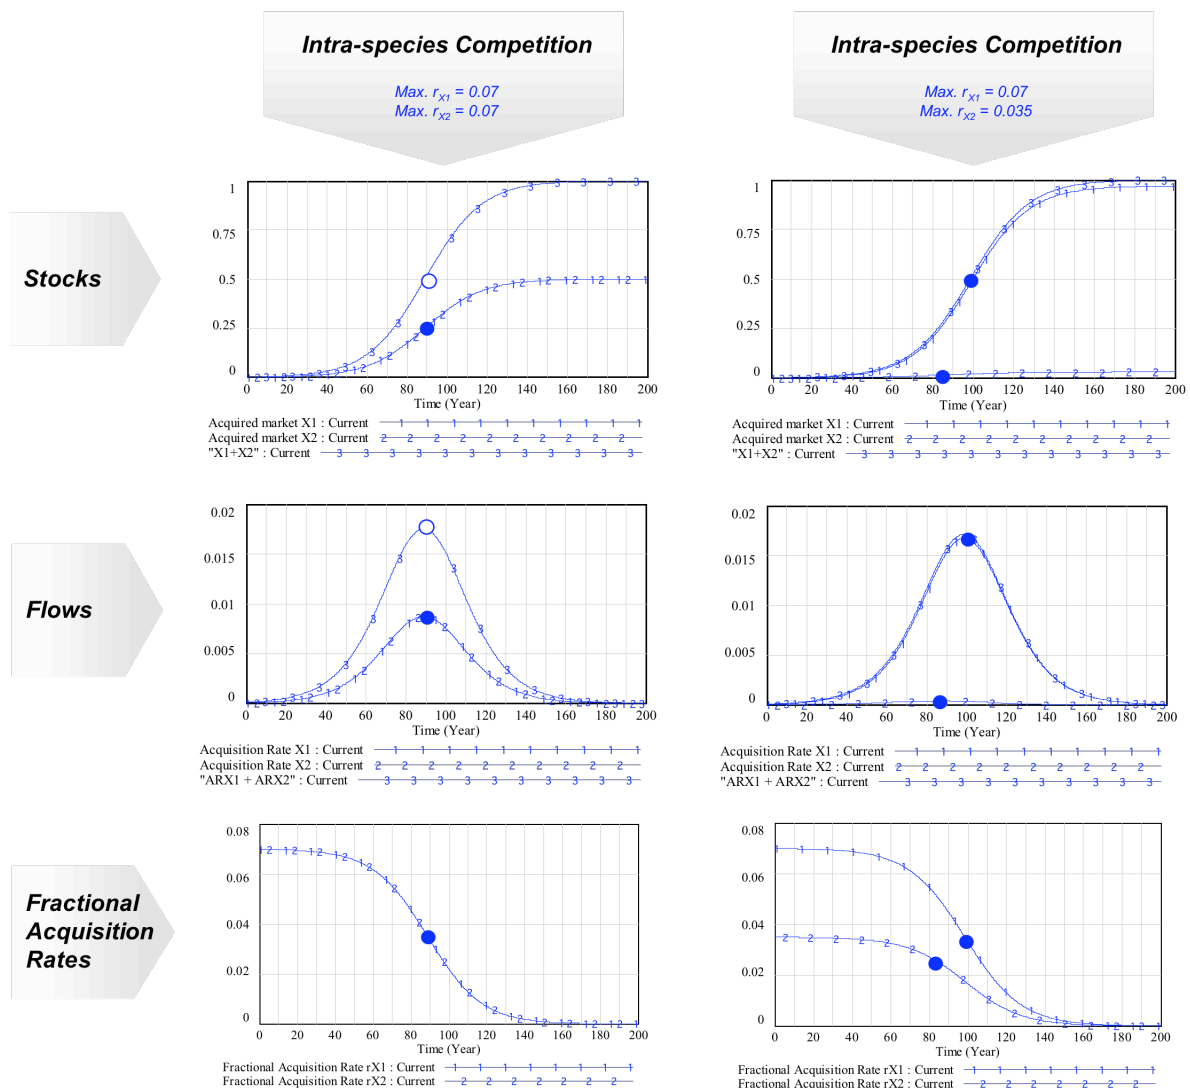 Intra-species Competition
Max. rX1 = 0.07
Max. rX2 = 0.07
Intra-species Competition
Max. rX1 = 0.07
Max. rX2 = 0.035
Stocks
1
0.75
0.5
0.25
0
0 20 40 60 80 100 120 140 160 180 200
Time (Year)
Acquired market X1 : Current
Acquired market X2 : Current
"X1+X2" : Current
1
0.75
0.5
0.25
0
0 20 40 60 80 100 120 140 160 180 200
Time (Year)
Acquired market X1 : Current
Acquired market X2 : Current
"X1+X2" : Current
Flows
0.02
0.015
0.01
0.005
0
0 20 40 60 80 100 120 140 160 180 200
Time (Year)
Acquisition Rate X1 : Current
Acquisition Rate X2 : Current
"ARX1 + ARX2" : Current
0.02
0.015
0.01
0.005
0
0 20 40 60 80 100 120 140 160 180 200
Time (Year)
Acquisition Rate X1 : Current
Acquisition Rate X2 : Current
"ARX1 + ARX2" : Current
Fractional
Acquisition
Rates
0.08
0.06
0.04
0.02
0
0 20 40 60 80 100 120 140 160 180 200
Time (Year)
Fractional Acquisition Rate rX1 : Current
Fractional Acquisition Rate rX2 : Current
0.08
0.06
0.04
0.02
0
0 20 40 60 80 100 120 140 160 180 200
Time (Year)
Fractional Acquisition Rate rX1 : Current
Fractional Acquisition Rate rX2 : Current